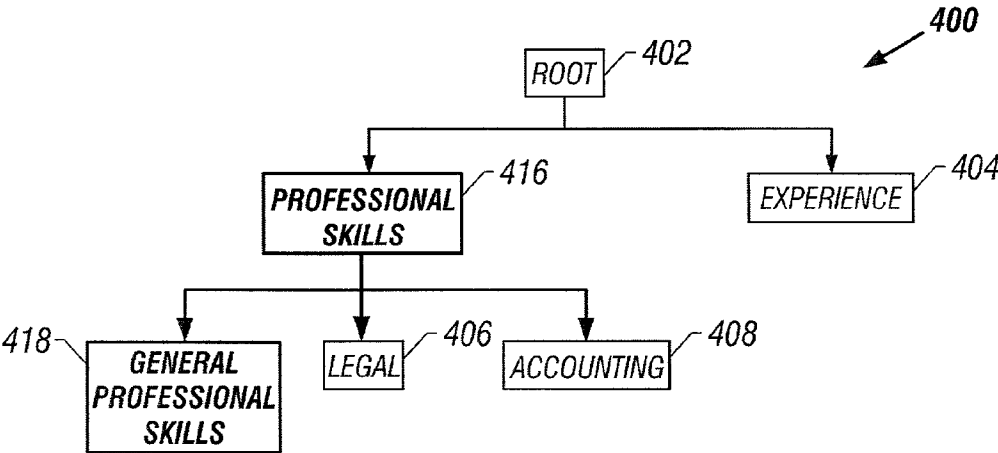 400
ROOT
402
PROFESSIONAL
SKILLS
416
EXPERIENCE
404
418
GENERAL
PROFESSIONAL
SKILLS
LEGAL
406
ACCOUNTING
408